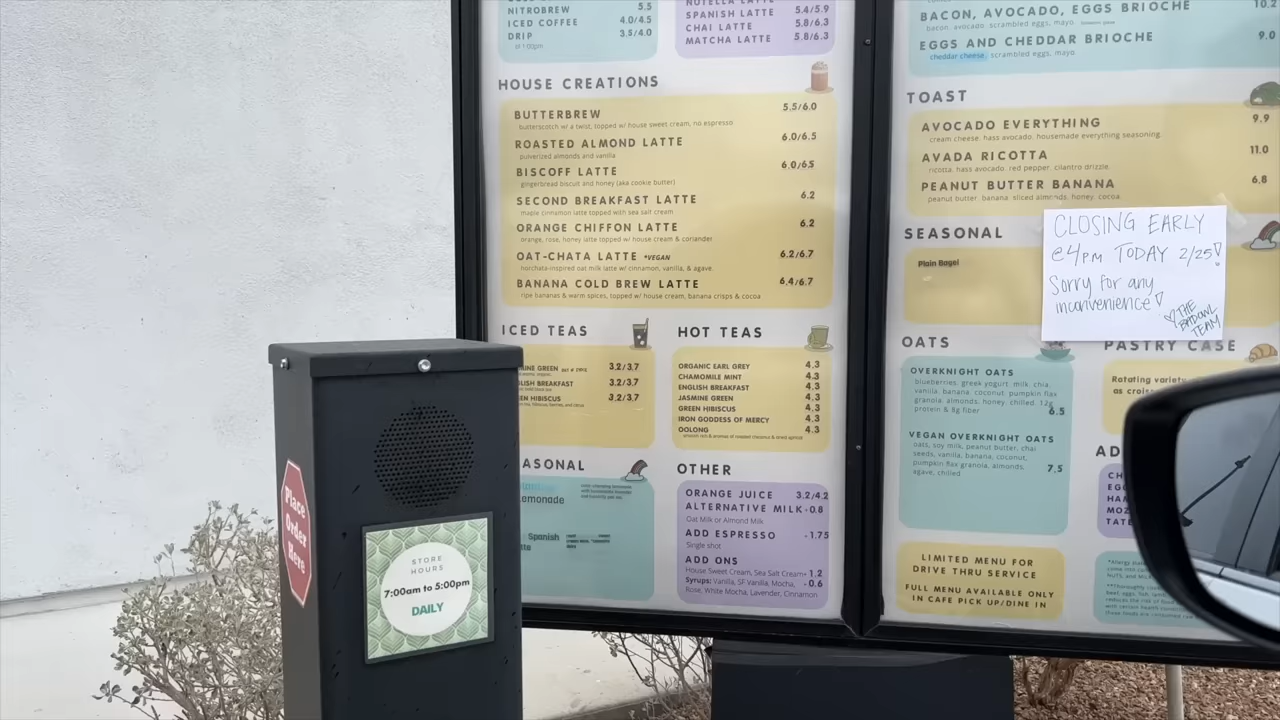 NITROBREW 5.5
ICED COFFEE 4.0/4.5
DRIP 3.5/4.0
NUTELLA LATTE
SPANISH LATTE 5.4/5.9
CHAI LATTE 5.8/6.3
MATCHA LATTE 5.8/6.3
HOUSE CREATIONS
BUTTERBREW 5.5/6.0
butterscotch w/ a twist, topped w/ house sweet cream, no espresso
ROASTED ALMOND LATTE 6.0/6.5
pulverized almonds and vanilla
BISCOFF LATTE 6.0/6.5
gingerbread biscuit and honey (aka cookie butter)
SECOND BREAKFAST LATTE 6.2
maple cinnamon latte topped with sea salt cream
ORANGE CHIFFON LATTE 6.2
orange, rose, honey latte topped w/ house cream & coriander
OAT-CHATA LATTE *VEGAN 6.2/6.7
horchata-inspired oat milk latte w/ cinnamon, vanilla, & agave.
BANANA COLD BREW LATTE 6.4/6.7
ripe bananas & warm spices, topped w/ house cream, banana crisps & cocoa
ICED TEAS
MINE GREEN 3.2/3.7
LISH BREAKFAST 3.2/3.7
EN HIBISCUS 3.2/3.7
HOT TEAS
ORGANIC EARL GREY 4.3
CHAMOMILE MINT 4.3
ENGLISH BREAKFAST 4.3
JASMINE GREEN 4.3
GREEN HIBISCUS 4.3
IRON GODDESS OF MERCY 4.3
OOLONG 4.3
ASONAL
emonade
Spanish
tte
OTHER
ORANGE JUICE 3.2/4.2
ALTERNATIVE MILK -0.8
Oat Milk or Almond Milk
ADD ESPRESSO -1.75
Single shot
ADD ONS
House Sweet Cream, Sea Salt Cream- 1.2
Syrups: Vanilla, SF Vanilla, Mocha, -0.6
Rose, White Mocha, Lavender, Cinnamon
BACON, AVOCADO, EGGS BRIOCHE 10.2
bacon, avocado, scrambled eggs, mayo.
EGGS AND CHEDDAR BRIOCHE 9.0
cheddar cheese, scrambled eggs, mayo
TOAST
AVOCADO EVERYTHING 9.9
cream cheese, hass avocado, housemade everything seasoning.
AVADA RICOTTA 11.0
ricotta, hass avocado, red pepper, cilantro drizzle.
PEANUT BUTTER BANANA 6.8
peanut butter, banana, sliced almonds, honey, cocoa.
SEASONAL
Plain Bagel
CLOSING EARLY
@4PM TODAY 2/25!
Sorry for any
inconvenience!
♡THE
BADOWL
TEAM
OATS
OVERKNIGHT OATS
blueberries, greek yogurt, milk, chia,
vanilla, banana, coconut, pumpkin flax
granola, almonds, honey, chilled. 12g
protein & 8g fiber 6.5
VEGAN OVERKNIGHT OATS
oats, soy milk, peanut butter, chai
seeds, vanilla, banana, coconut,
pumpkin flax granola, almonds, 7.5
agave, chilled
LIMITED MENU FOR
DRIVE THRU SERVICE
FULL MENU AVAILABLE ONLY
IN CAFE PICK UP/DINE IN
PASTRY CASE
Rotating variet
as crois
AD
CH
EG
HAM
MOZ
TATE
Place
Order
Here
STORE
HOURS
7:00am to 5:00pm
DAILY